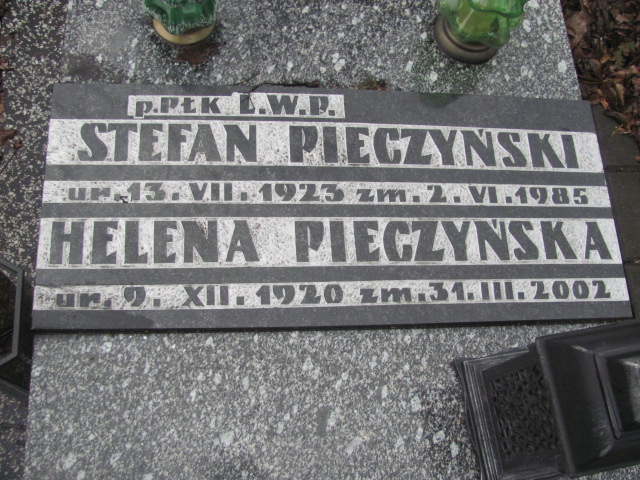 p.PŁK L.W.P.
STEFAN PIECZYŃSKI
ur. 13. VII. 1923 zm. 2. VI. 1985
HELENA PIECZYŃSKA
ur. 9. XII. 1920 zm. 31. III. 2002